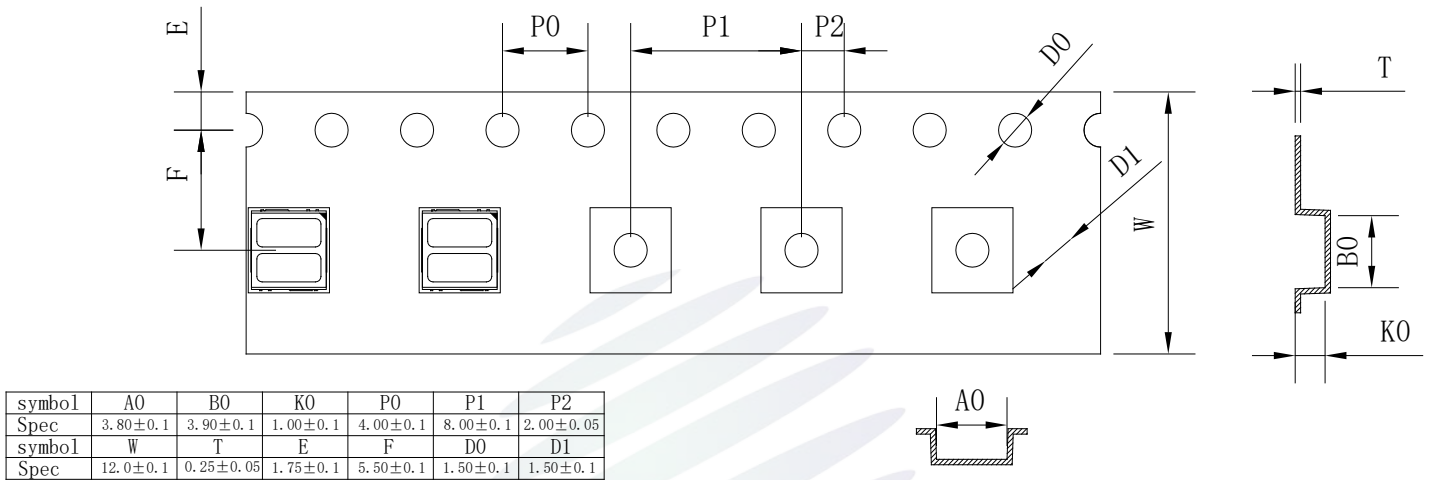 E
P0
P1
P2
D0
T
F
D1
W
B0
K0
A0
symbol A0 B0 K0 P0 P1 P2
Spec 3.80±0.1 3.90±0.1 1.00±0.1 4.00±0.1 8.00±0.1 2.00±0.05
symbol W T E F D0 D1
Spec 12.0±0.1 0.25±0.05 1.75±0.1 5.50±0.1 1.50±0.1 1.50±0.1